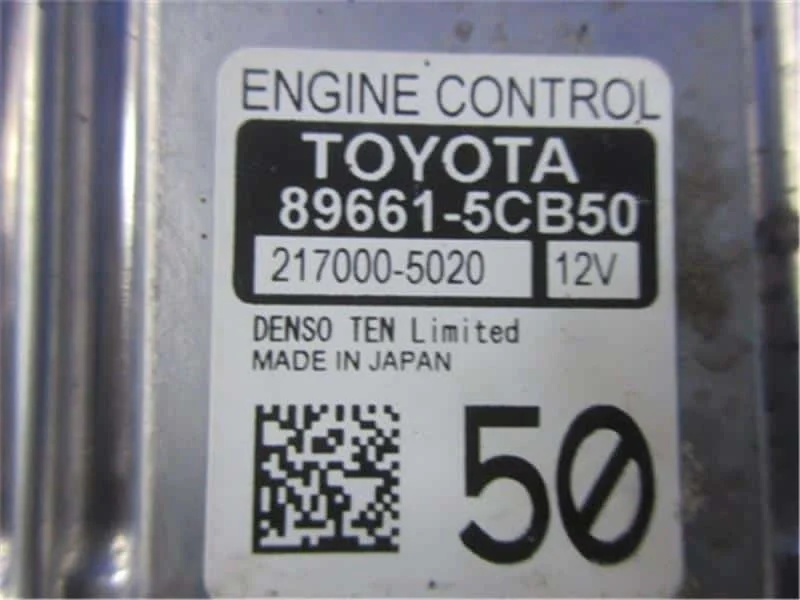 ENGINE CONTROL
TOYOTA
89661-5CB50
217000-5020 12V
DENSO TEN Limited
MADE IN JAPAN
50